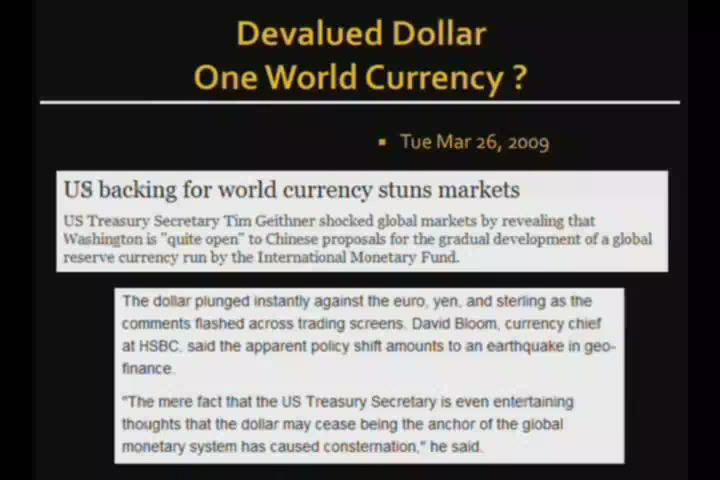 Devalued Dollar
One World Currency ?
▪ Tue Mar 26, 2009
US backing for world currency stuns markets
US Treasury Secretary Tim Geithner shocked global markets by revealing that
Washington is "quite open" to Chinese proposals for the gradual development of a global
reserve currency run by the International Monetary Fund.
The dollar plunged instantly against the euro, yen, and sterling as the
comments flashed across trading screens. David Bloom, currency chief
at HSBC, said the apparent policy shift amounts to an earthquake in geo-
finance.
"The mere fact that the US Treasury Secretary is even entertaining
thoughts that the dollar may cease being the anchor of the global
monetary system has caused consternation," he said.